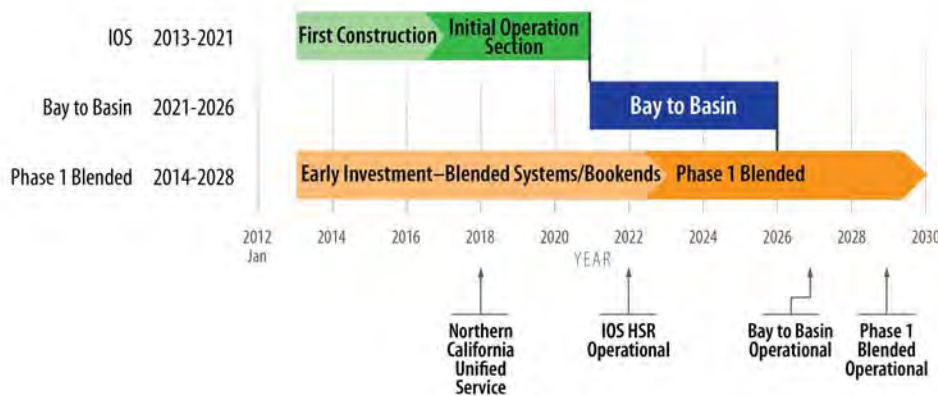 IOS 2013-2021
First Construction
Initial Operation
Section
Bay to Basin 2021-2026
Bay to Basin
Phase 1 Blended 2014-2028
Early Investment–Blended Systems/Bookends
Phase 1 Blended
2012 2014 2016 2018 2020 2022 2024 2026 2028 2030
Jan
YEAR
Northern
California
Unified
Service
IOS HSR
Operational
Bay to Basin
Operational
Phase 1
Blended
Operational